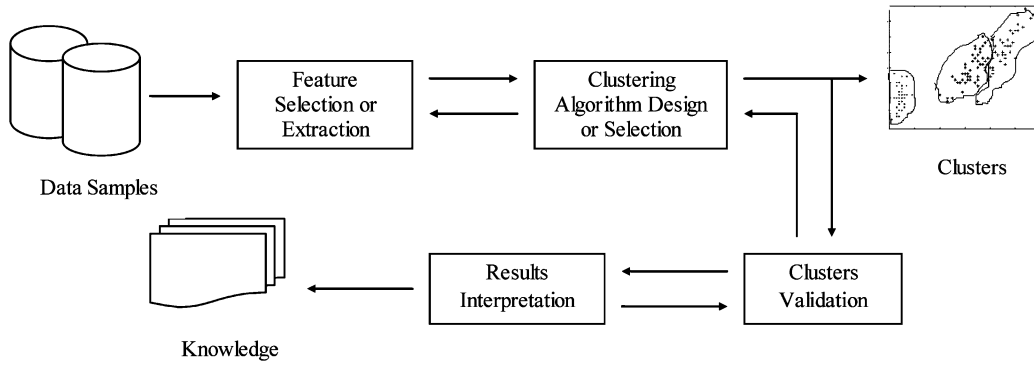 Feature
Selection or
Extraction
Clustering
Algorithm Design
or Selection
Clusters
Data Samples
Results
Interpretation
Clusters
Validation
Knowledge